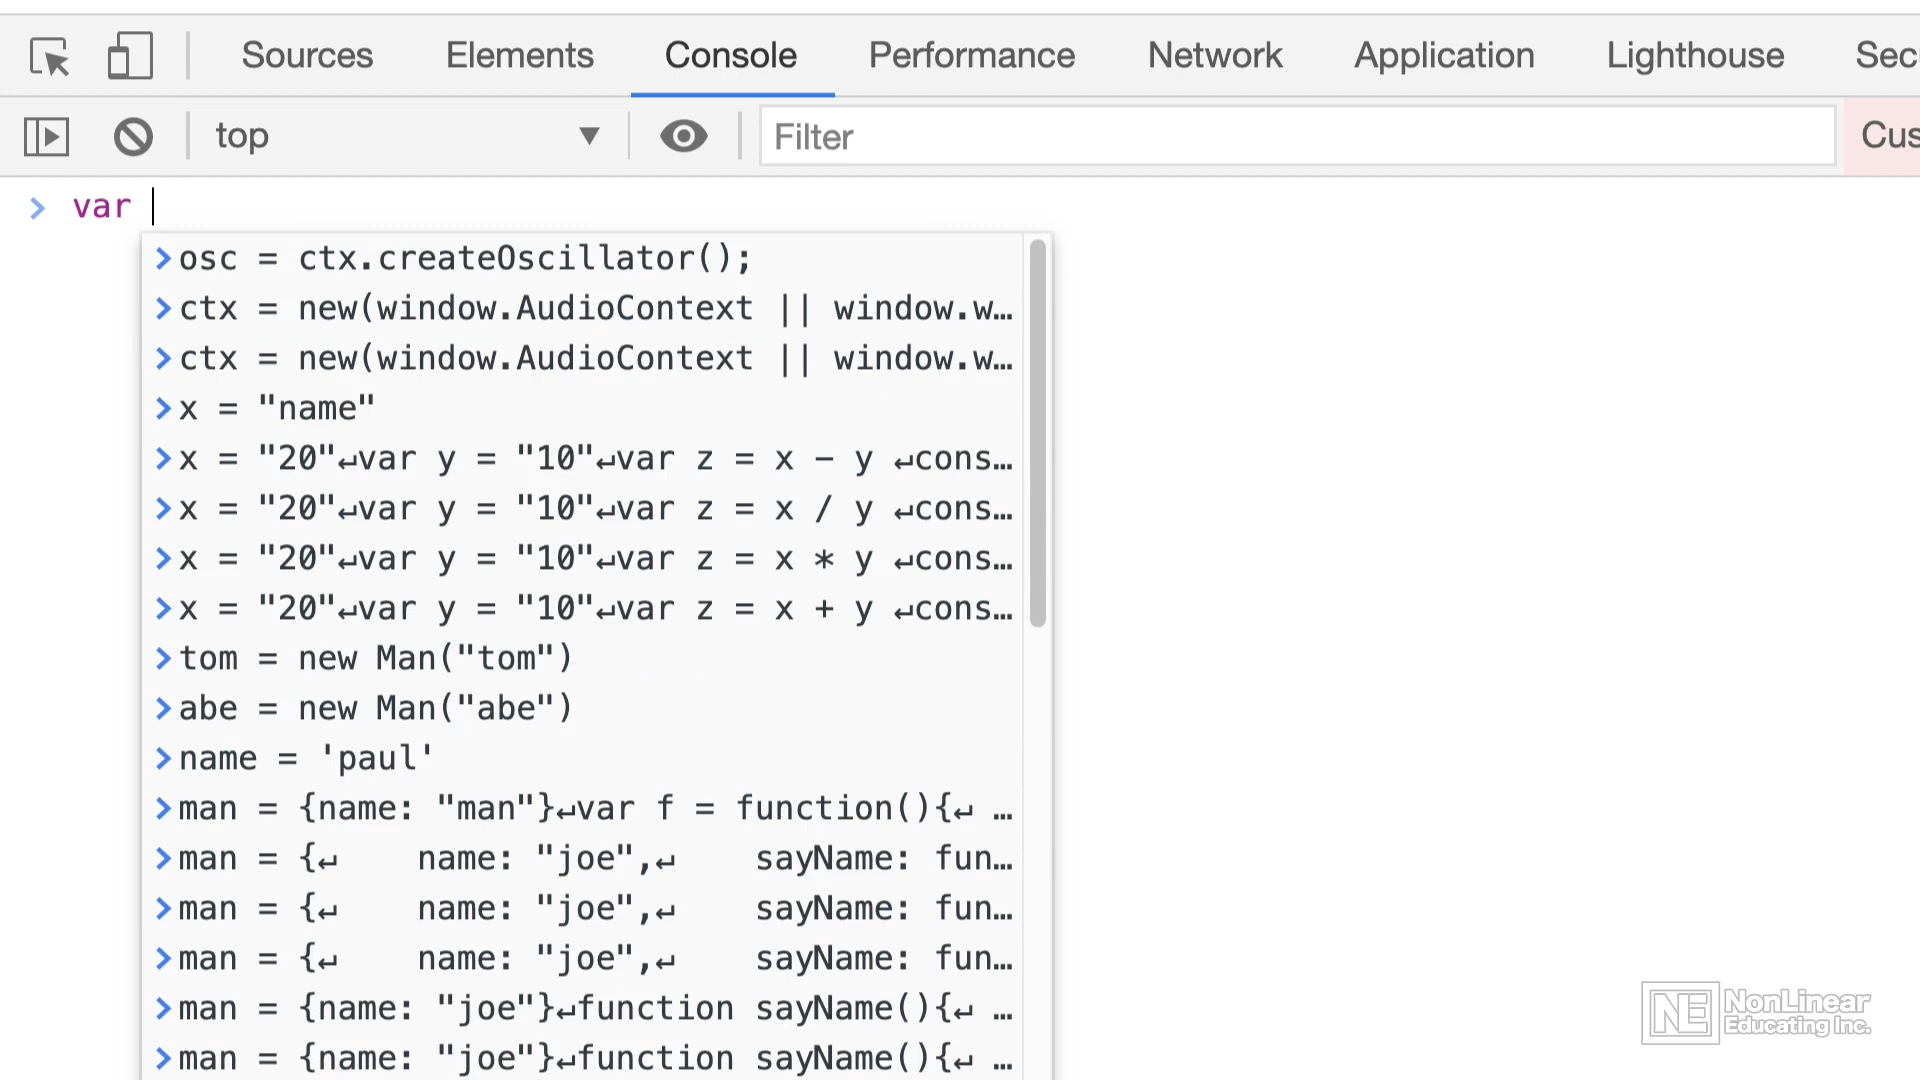 Sources Elements Console Performance Network Application Lighthouse Sec
top ▼ Filter Cus
> var
>osc = ctx.createOscillator();
>ctx = new(window.AudioContext || window.w…
>ctx = new(window.AudioContext || window.w…
>x = "name"
>x = "20"↵var y = "10"↵var z = x - y ↵cons…
>x = "20"↵var y = "10"↵var z = x / y ↵cons…
>x = "20"↵var y = "10"↵var z = x * y ↵cons…
>x = "20"↵var y = "10"↵var z = x + y ↵cons…
>tom = new Man("tom")
>abe = new Man("abe")
>name = 'paul'
>man = {name: "man"}↵var f = function(){↵ …
>man = {↵    name: "joe",↵    sayName: fun…
>man = {↵    name: "joe",↵    sayName: fun…
>man = {↵    name: "joe",↵    sayName: fun…
>man = {name: "joe"}↵function sayName(){↵ …
>man = {name: "joe"}↵function sayName(){↵ …
NE NonLinear
Educating Inc.